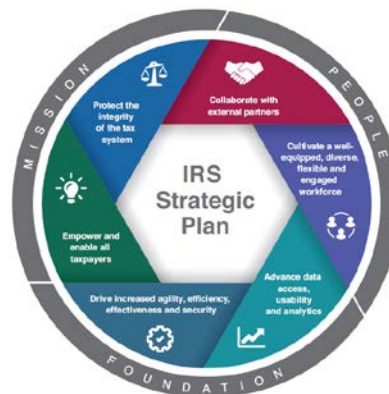 MISSION
PEOPLE
FOUNDATION
Protect the
integrity
of the tax
system
Collaborate with
external partners
Cultivate a well-
equipped, diverse,
flexible and
engaged
workforce
IRS
Strategic
Plan
Empower and
enable all
taxpayers
Advance data
access,
usability
and analytics
Drive increased agility, efficiency,
effectiveness and security